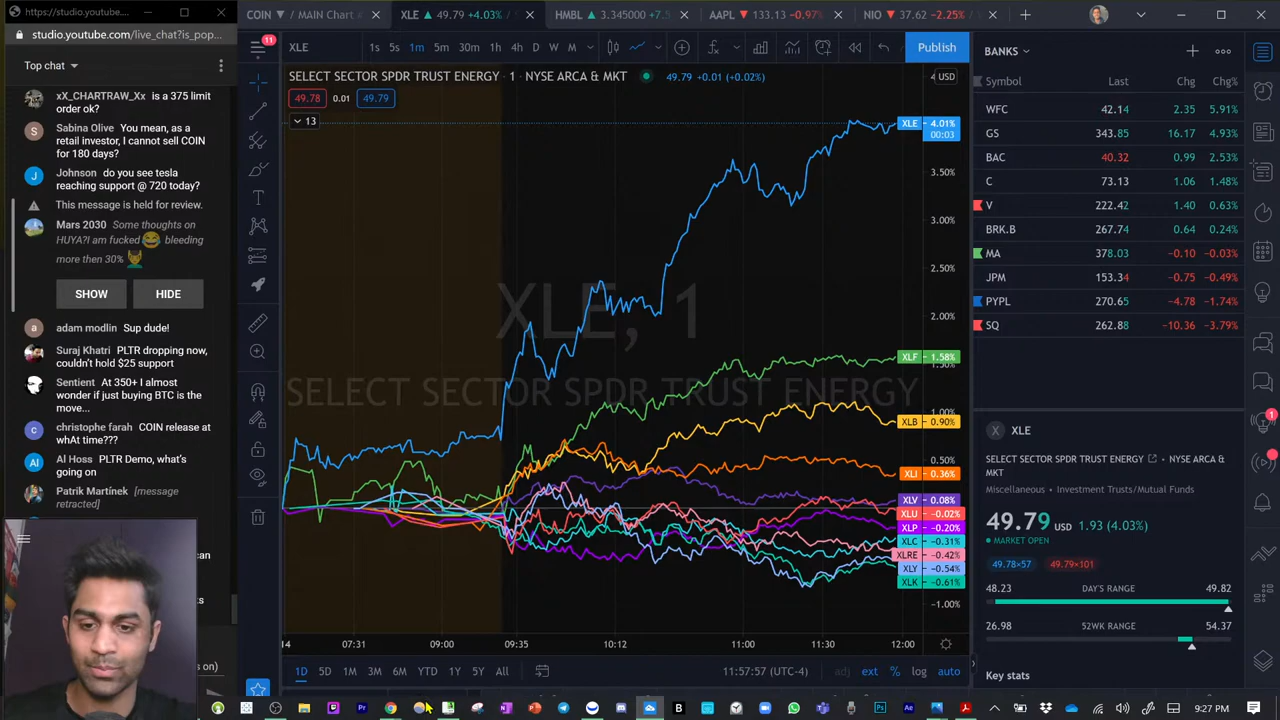 https://studio.youtube.com/...
studio.youtube.com/live_chat?is_pop...
Top chat
xX_CHARTRAW_Xx is a 375 limit
order ok?
Sabina Olive You mean, as a
retail investor, I cannot sell COIN
for 180 days?
Johnson do you see tesla
reaching support @ 720 today?
This message is held for review.
Mars 2030 Some thoughts on
HUYA?I am fucked 😂 bleeding
more then 30%
SHOW HIDE
adam modlin Sup dude!
Suraj Khatri PLTR dropping now,
couldn't hold $25 support
Sentient At 350+I almost
wonder if just buying BTC is the
move...
christophe farah COIN release at
whAt time???
Al Hoss PLTR Demo, what's
going on
Patrik Martínek [message
retracted]
COIN ▼ / MAIN Chart
XLE ▲ 49.79 +4.03%
HMBL ▲ 3.345000 +7.5
AAPL ▼ 133.13 −0.97%
NIO ▼ 37.62 −2.25%
11
XLE
1s 5s 1m 5m 30m 1h 4h D W M
Publish
SELECT SECTOR SPDR TRUST ENERGY · 1 · NYSE ARCA & MKT
49.79 +0.01 (+0.02%)
49.78 0.01 49.79
13
USD
XLE, 1
SELECT SECTOR SPDR TRUST ENERGY
XLE 4.01%
00:03
3.50%
3.00%
2.50%
2.00%
XLF 1.58%
1.50%
1.00%
XLB 0.90%
0.50%
XLI 0.36%
XLV 0.08%
XLU −0.02%
XLP −0.20%
XLC −0.31%
XLRE −0.42%
XLY −0.54%
XLK −0.61%
−1.00%
14 07:31 09:00 09:35 10:12 11:00 11:30 12:00
1D 5D 1M 3M 6M YTD 1Y 5Y All
11:57:57 (UTC-4)
adj ext % log auto
BANKS
Symbol Last Chg Chg%
WFC 42.14 2.35 5.91%
GS 343.85 16.17 4.93%
BAC 40.32 0.99 2.53%
C 73.13 1.06 1.48%
V 222.42 1.40 0.63%
BRK.B 267.74 0.64 0.24%
MA 378.03 −0.10 −0.03%
JPM 153.34 −0.75 −0.49%
PYPL 270.65 −4.78 −1.74%
SQ 262.88 −10.36 −3.79%
X XLE
SELECT SECTOR SPDR TRUST ENERGY · NYSE ARCA &
MKT
Miscellaneous · Investment Trusts/Mutual Funds
49.79 USD 1.93 (4.03%)
MARKET OPEN
49.78×57 49.79×101
48.23 DAY'S RANGE 49.82
26.98 52WK RANGE 54.37
Key stats
1
9:27 PM